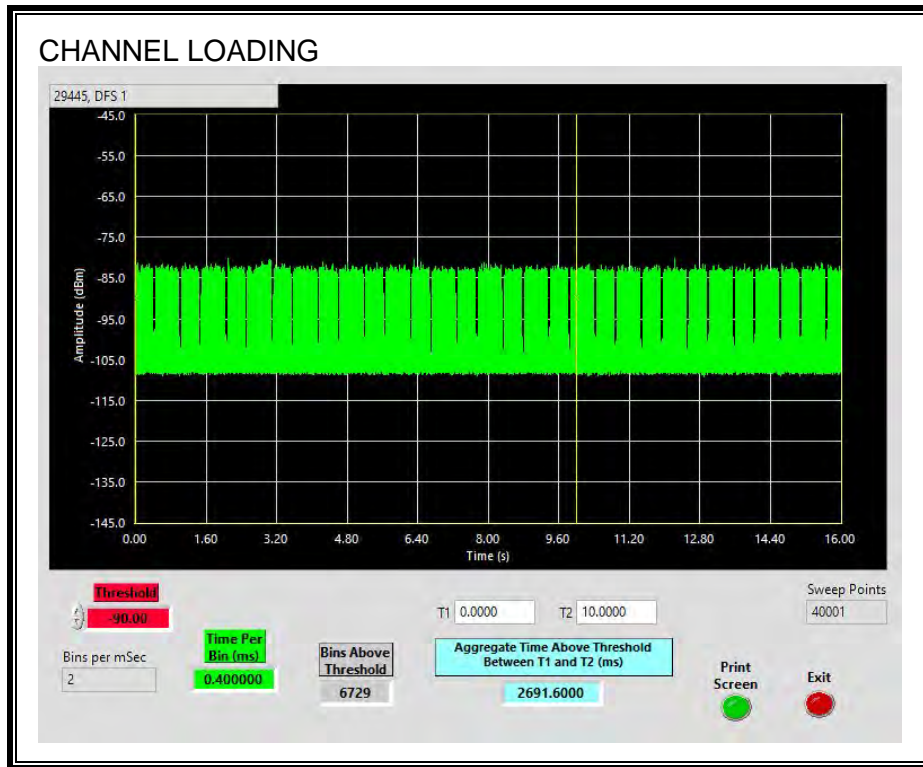 CHANNEL LOADING
29445, DFS 1
-45.0
-55.0
-65.0
-75.0
-85.0
-95.0
-105.0
-115.0
-125.0
-135.0
-145.0
Amplitude (dBm)
0.00 1.60 3.20 4.80 6.40 8.00 9.60 11.20 12.80 14.40 16.00
Time (s)
Threshold
-90.00
Bins per mSec
2
Time Per
Bin (ms)
0.400000
Bins Above
Threshold
6729
T1 0.0000 T2 10.0000
Aggregate Time Above Threshold
Between T1 and T2 (ms)
2691.6000
Sweep Points
40001
Print
Screen
Exit